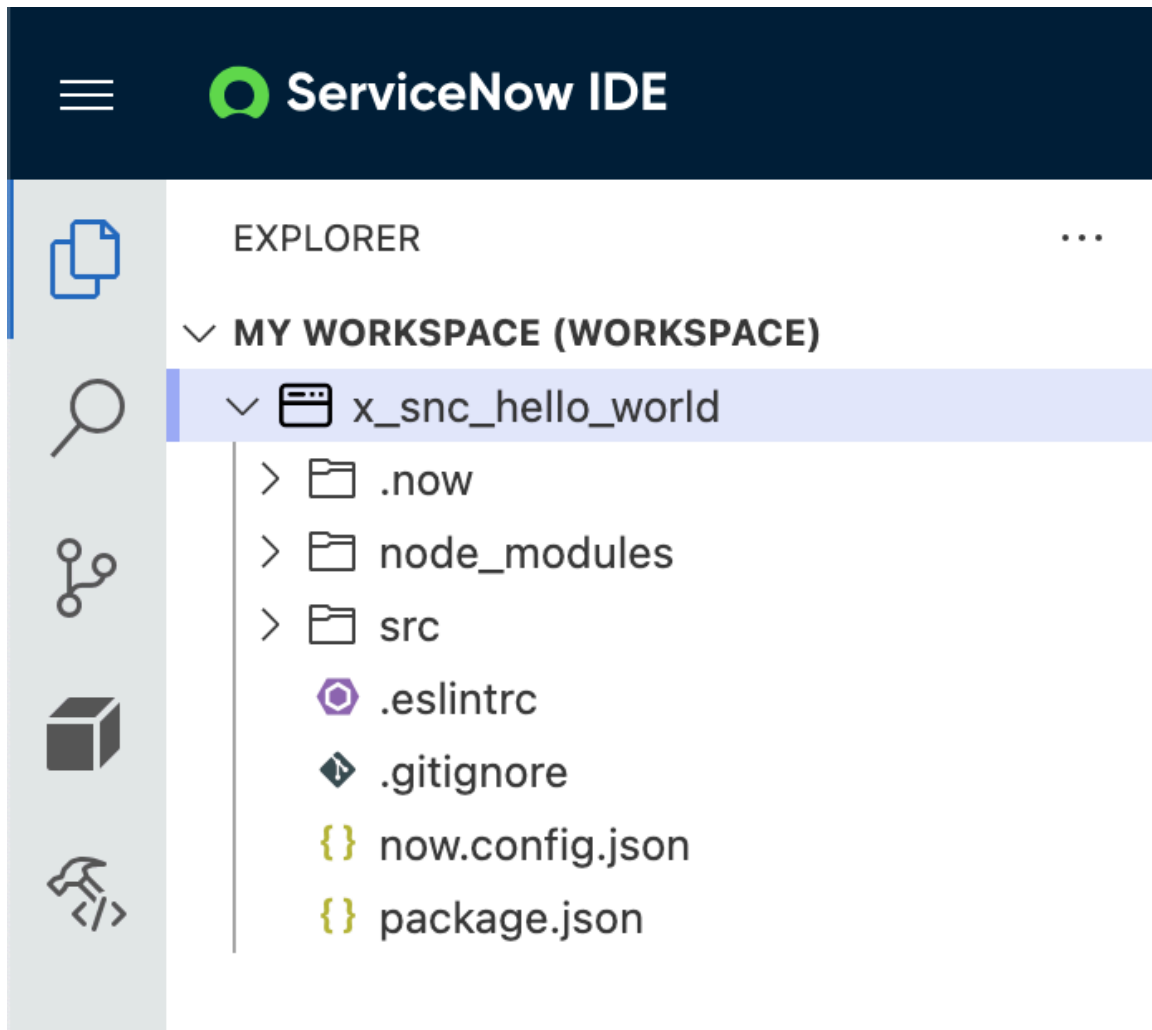 ServiceNow IDE
EXPLORER
MY WORKSPACE (WORKSPACE)
x_snc_hello_world
.now
node_modules
src
.eslintrc
.gitignore
{} now.config.json
{} package.json